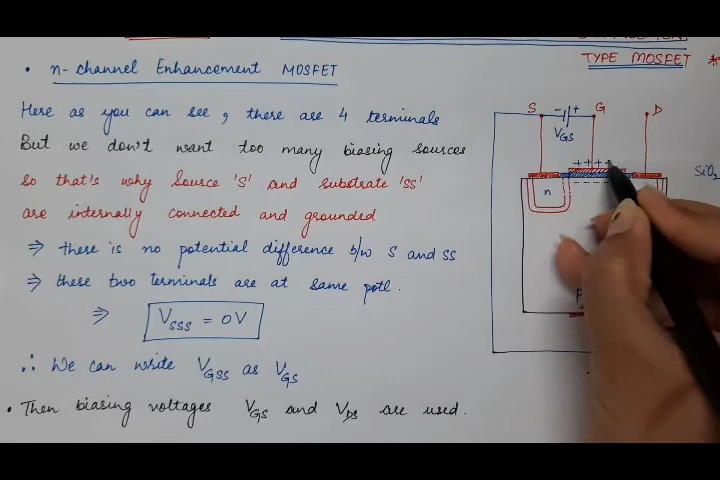 TYPE MOSFET *
• n-channel Enhancement MOSFET
Here as you can see, there are 4 terminals
But we don't want too many biasing sources
so that's why source 'S' and substrate 'SS'
are internally connected and grounded
⇒ there is no potential difference b/w S and SS
⇒ these two terminals are at same potl.
⇒ VSSS = 0V
∴ We can write VGSS as VGS
• Then biasing voltages VGS and VDS are used.
S - + G D
VGS
+ + + +
SiO2
- - - -
n
P